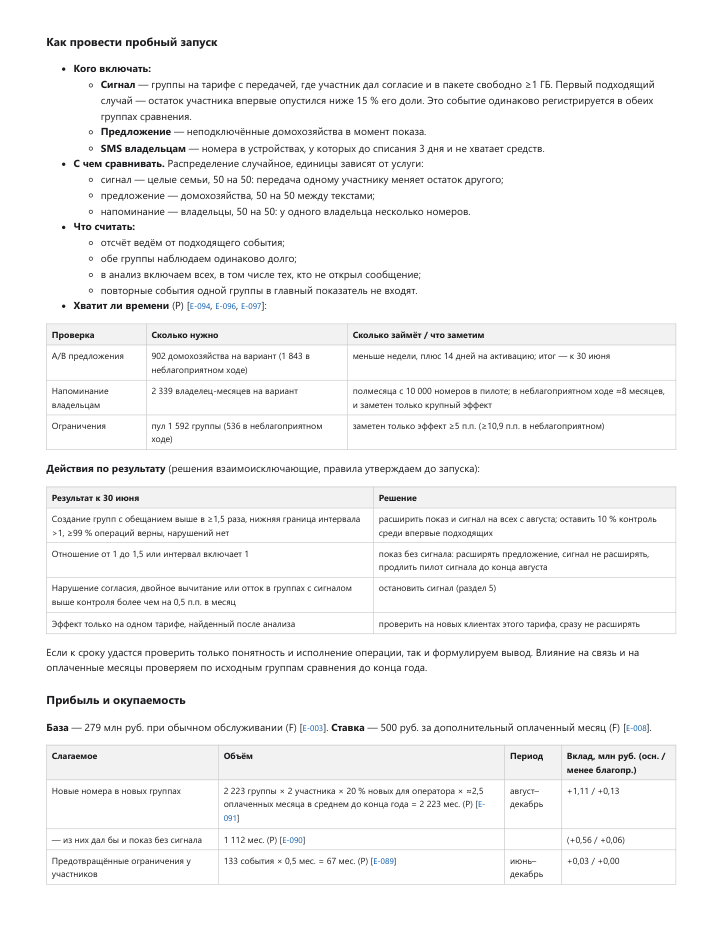 Как провести пробный запуск
• Кого включать:
◦ Сигнал — группы на тарифе с передачей, где участник дал согласие и в пакете свободно ≥1 ГБ. Первый подходящий
случай — остаток участника впервые опустился ниже 15 % его доли. Это событие одинаково регистрируется в обеих
группах сравнения.
◦ Предложение — неподключённые домохозяйства в момент показа.
◦ SMS владельцам — номера в устройствах, у которых до списания 3 дня и не хватает средств.
• С чем сравнивать. Распределение случайное, единицы зависят от услуги:
◦ сигнал — целые семьи, 50 на 50: передача одному участнику меняет остаток другого;
◦ предложение — домохозяйства, 50 на 50 между текстами;
◦ напоминание — владельцы, 50 на 50: у одного владельца несколько номеров.
• Что считать:
◦ отсчёт ведём от подходящего события;
◦ обе группы наблюдаем одинаково долго;
◦ в анализ включаем всех, в том числе тех, кто не открыл сообщение;
◦ повторные события одной группы в главный показатель не входят.
• Хватит ли времени (P) [E-094, E-096, E-097]:
Проверка
Сколько нужно
Сколько займёт / что заметим
A/B предложения
902 домохозяйства на вариант (1 843 в
неблагоприятном ходе)
меньше недели, плюс 14 дней на активацию; итог — к 30 июня
Напоминание
владельцам
2 339 владелец-месяцев на вариант
полмесяца с 10 000 номеров в пилоте; в неблагоприятном ходе ≈8 месяцев,
и заметен только крупный эффект
Ограничения
пул 1 592 группы (536 в неблагоприятном
ходе)
заметен только эффект ≥5 п.п. (≥10,9 п.п. в неблагоприятном)
Действия по результату (решения взаимоисключающие, правила утверждаем до запуска):
Результат к 30 июня
Решение
Создание групп с обещанием выше в ≥1,5 раза, нижняя граница интервала
>1, ≥99 % операций верны, нарушений нет
расширить показ и сигнал на всех с августа; оставить 10 % контроль
среди впервые подходящих
Отношение от 1 до 1,5 или интервал включает 1
показ без сигнала: расширять предложение, сигнал не расширять,
продлить пилот сигнала до конца августа
Нарушение согласия, двойное вычитание или отток в группах с сигналом
выше контроля более чем на 0,5 п.п. в месяц
остановить сигнал (раздел 5)
Эффект только на одном тарифе, найденный после анализа
проверить на новых клиентах этого тарифа, сразу не расширять
Если к сроку удастся проверить только понятность и исполнение операции, так и формулируем вывод. Влияние на связь и на
оплаченные месяцы проверяем по исходным группам сравнения до конца года.
Прибыль и окупаемость
База — 279 млн руб. при обычном обслуживании (F) [E-003]. Ставка — 500 руб. за дополнительный оплаченный месяц (F) [E-008].
Слагаемое
Объём
Период
Вклад, млн руб. (осн. /
менее благопр.)
Новые номера в новых группах
2 223 группы × 2 участника × 20 % новых для оператора × ≈2,5
оплаченных месяца в среднем до конца года = 2 223 мес. (P) [E-
091]
август–
декабрь
+1,11 / +0,13
— из них дал бы и показ без сигнала
1 112 мес. (P) [E-090]
(+0,56 / +0,06)
Предотвращённые ограничения у
участников
133 события × 0,5 мес. = 67 мес. (P) [E-089]
июнь–
декабрь
+0,03 / +0,00